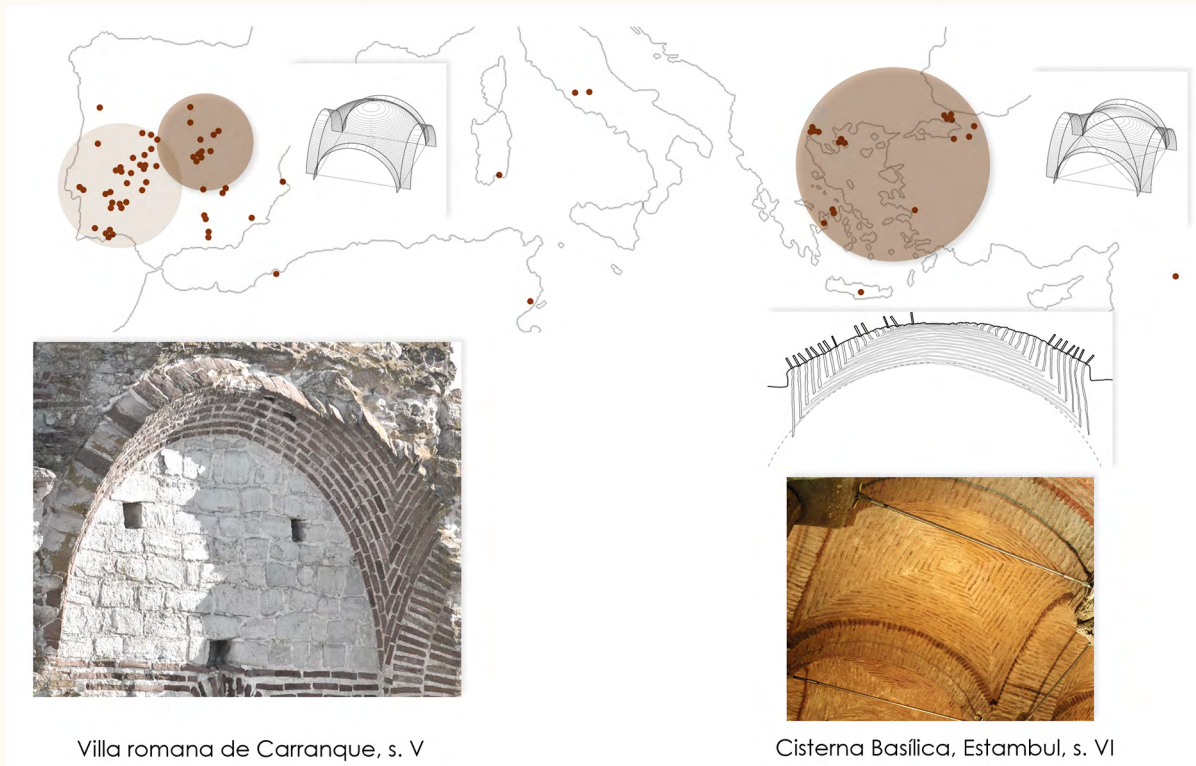 Villa romana de Carranque, s. V
Cisterna Basílica, Estambul, s. VI